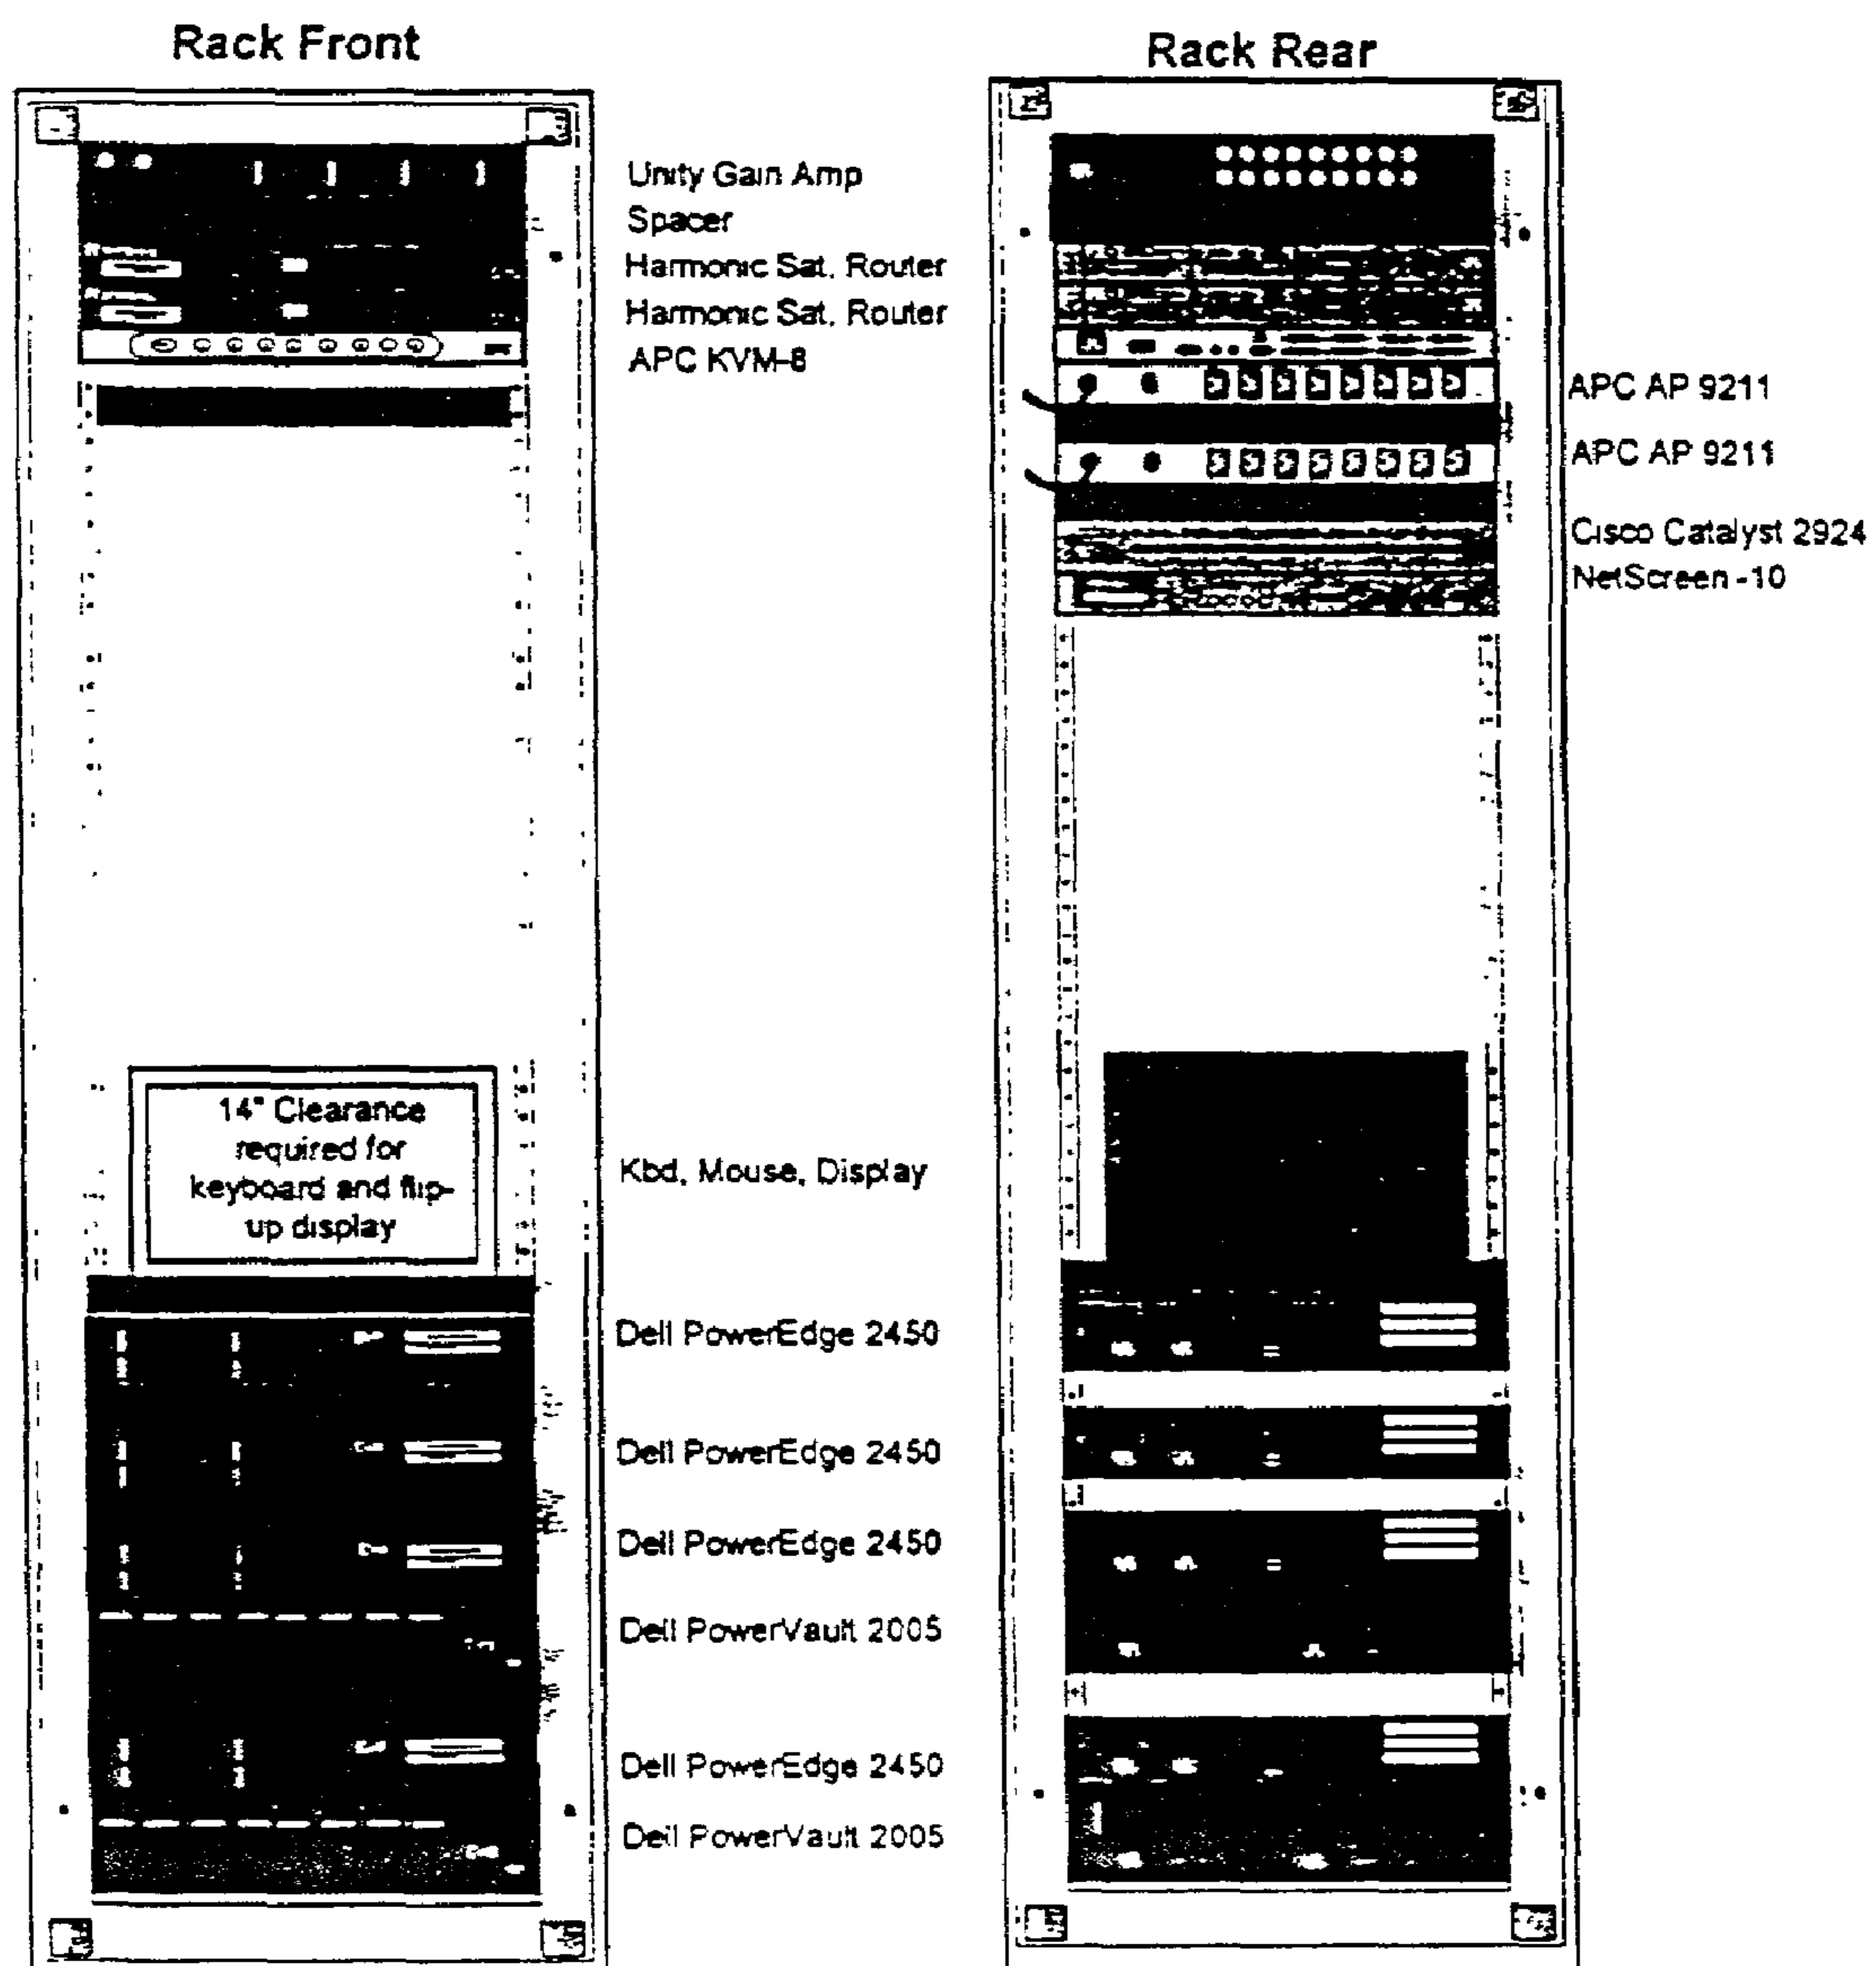 Rack Front
Unity Gain Amp
Spacer
Harmonic Sat. Router
Harmonic Sat. Router
APC KVM-8
14" Clearance
required for
keyboard and flip-
up display
Kbd, Mouse, Display
Dell PowerEdge 2450
Dell PowerEdge 2450
Dell PowerEdge 2450
Dell PowerVault 2005
Dell PowerEdge 2450
Dell PowerVault 2005
Rack Rear
APC AP 9211
APC AP 9211
Cisco Catalyst 2924
NetScreen -10